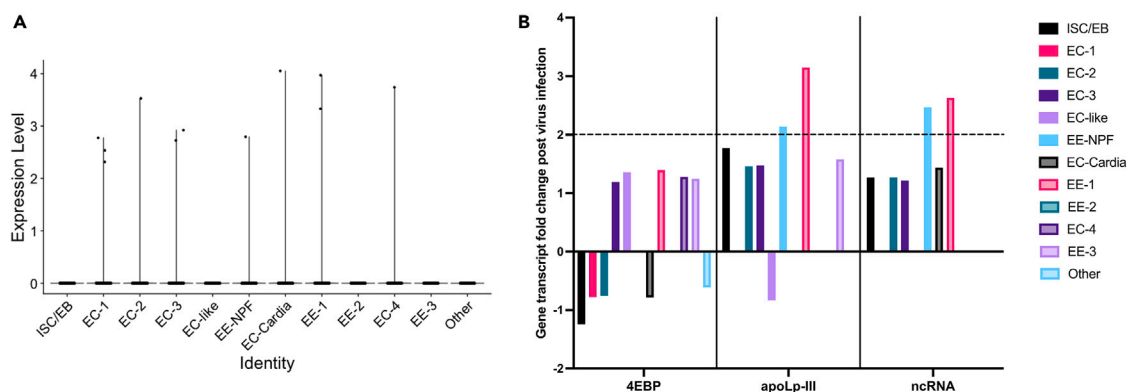 A
Expression Level
4
3
2
1
0
ISC/EB
EC-1
EC-2
EC-3
EC-like
EE-NPF
EC-Cardia
EE-1
EE-2
EC-4
EE-3
Other
Identity
B
Gene transcript fold change post virus infection
4
3
2
1
0
-1
-2
4EBP
apoLp-III
ncRNA
ISC/EB
EC-1
EC-2
EC-3
EC-like
EE-NPF
EC-Cardia
EE-1
EE-2
EC-4
EE-3
Other